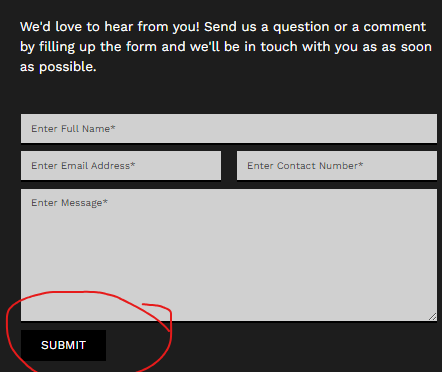 We'd love to hear from you! Send us a question or a comment
by filling up the form and we'll be in touch with you as as soon
as possible.
Enter Full Name*
Enter Email Address*
Enter Contact Number*
Enter Message*
SUBMIT